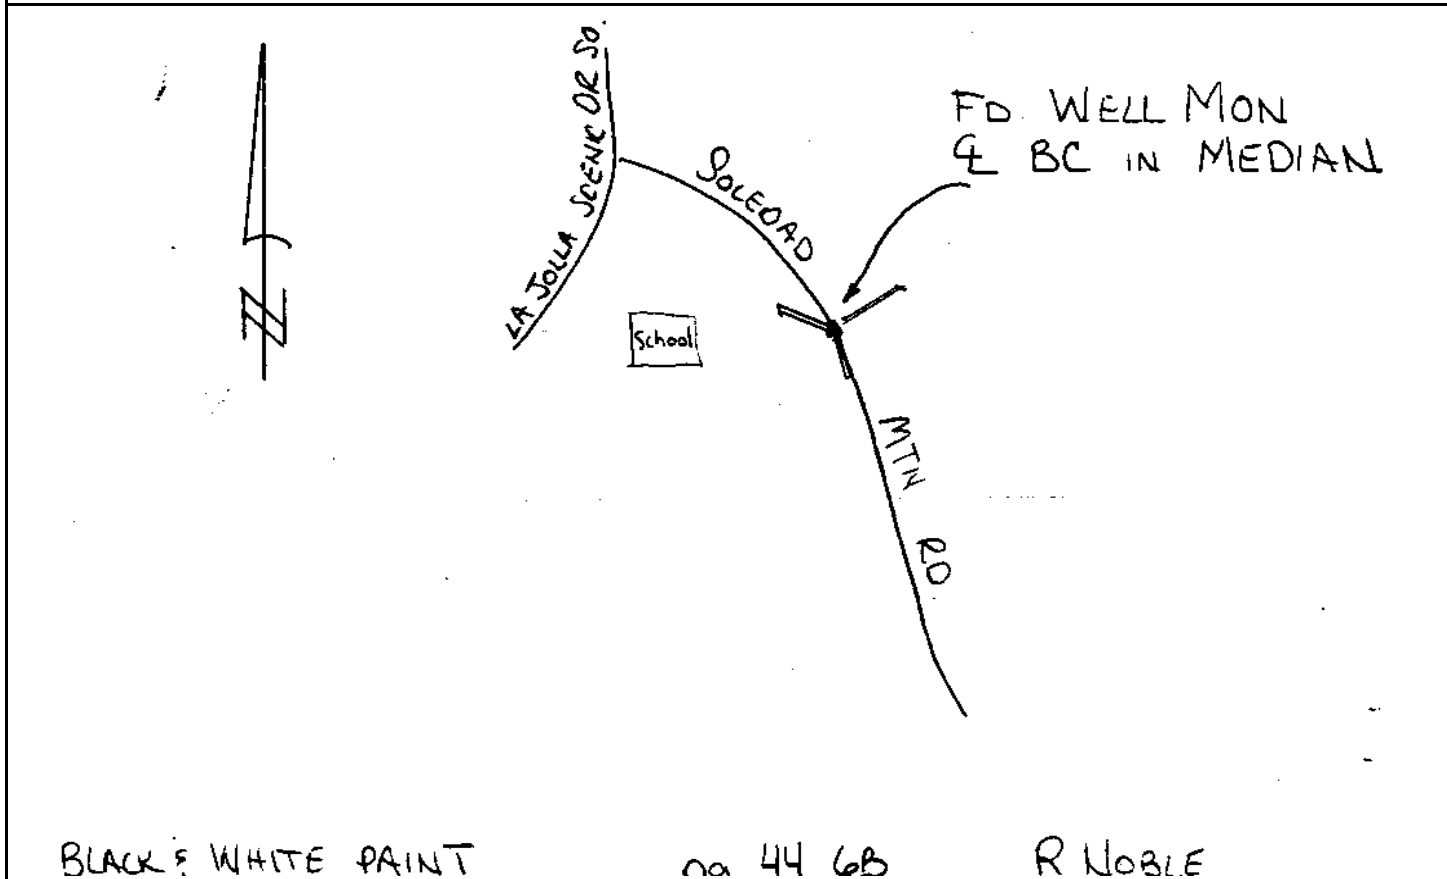 LA JOLLA SCENIC DR SO.
FD. WELL MON
℄ BC IN MEDIAN
SOLEDAD
School
MTN
RD
N
BLACK & WHITE PAINT
pg 44 6B
R NOBLE